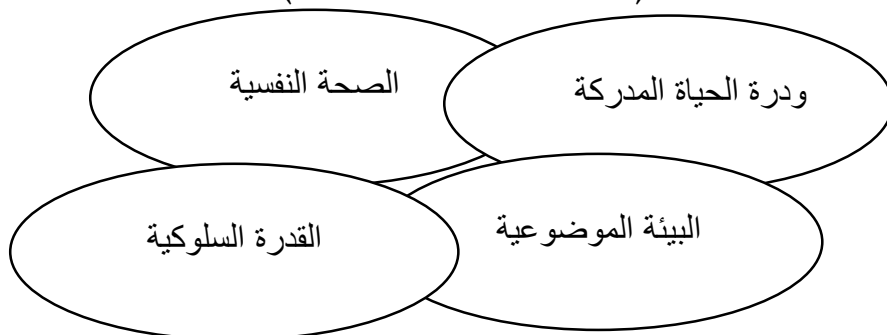 ودرة الحياة المدركة
الصحة النفسية
البيئة الموضوعية
القدرة السلوكية